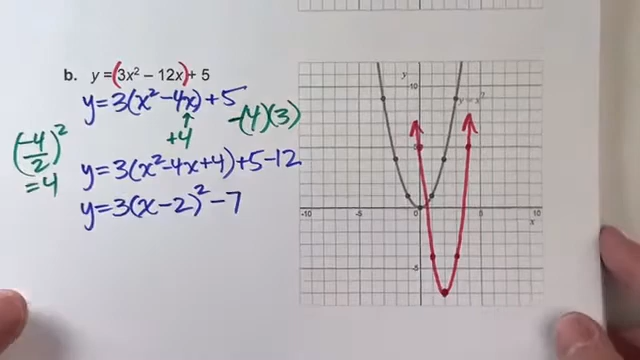 b. y = (3x² – 12x) + 5
y = 3(x² – 4x) + 5
+4
-(4)(3)
(-4/2)²
= 4
y = 3(x² – 4x + 4) + 5 – 12
y = 3(x – 2)² – 7
y
10
y = x²
5
-10
-5
0
5
10
x
-5